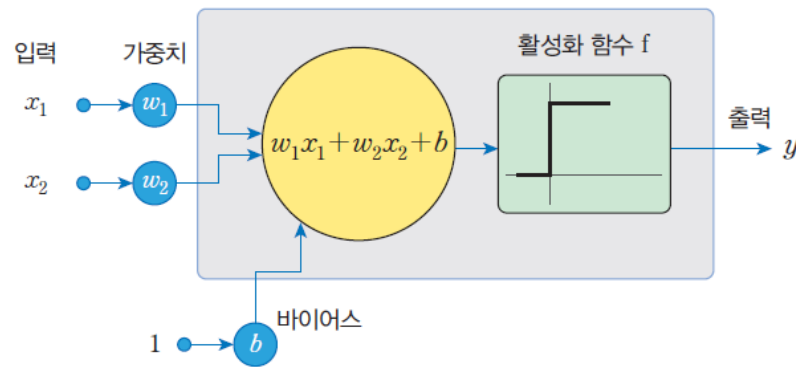 입력
가중치
활성화 함수 f
x₁
w₁
x₂
w₂
w₁x₁+w₂x₂+b
출력
y
바이어스
1
b